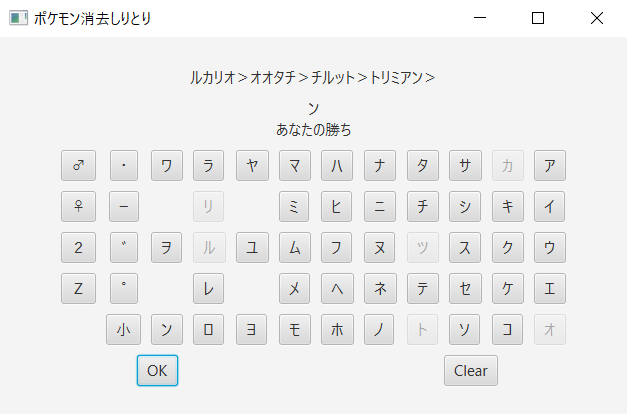 ポケモン消去しりとり
ルカリオ＞オオタチ＞チルット＞トリミアン＞
ン
あなたの勝ち
♂ ・ ワ ラ ヤ マ ハ ナ タ サ カ ア
♀ ー リ ミ ヒ ニ チ シ キ イ
2 ゛ ヲ ル ユ ム フ ヌ ツ ス ク ウ
Z ゜ レ メ ヘ ネ テ セ ケ エ
小 ン ロ ヨ モ ホ ノ ト ソ コ オ
OK Clear